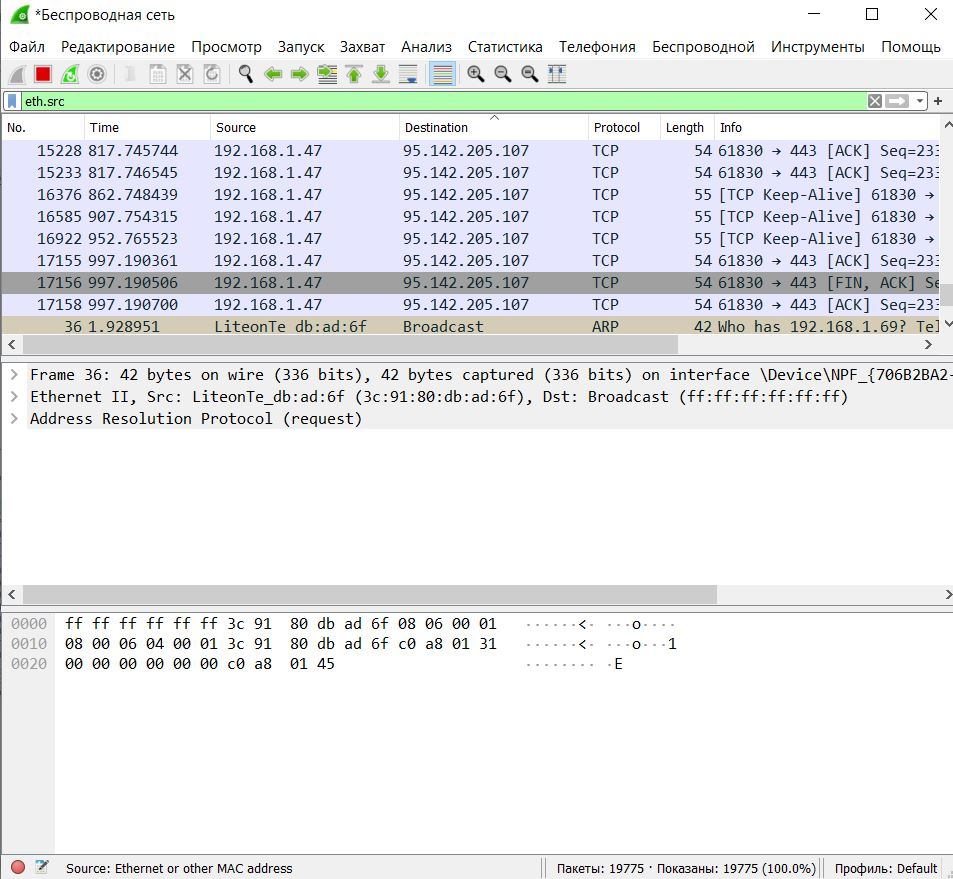 *Беспроводная сеть
Файл Редактирование Просмотр Запуск Захват Анализ Статистика Телефония Беспроводной Инструменты Помощь
eth.src
No. Time Source Destination Protocol Length Info
15228 817.745744 192.168.1.47 95.142.205.107 TCP 54 61830 → 443 [ACK] Seq=233
15233 817.746545 192.168.1.47 95.142.205.107 TCP 54 61830 → 443 [ACK] Seq=233
16376 862.748439 192.168.1.47 95.142.205.107 TCP 55 [TCP Keep-Alive] 61830 →
16585 907.754315 192.168.1.47 95.142.205.107 TCP 55 [TCP Keep-Alive] 61830 →
16922 952.765523 192.168.1.47 95.142.205.107 TCP 55 [TCP Keep-Alive] 61830 →
17155 997.190361 192.168.1.47 95.142.205.107 TCP 54 61830 → 443 [ACK] Seq=233
17156 997.190506 192.168.1.47 95.142.205.107 TCP 54 61830 → 443 [FIN, ACK] Se
17158 997.190700 192.168.1.47 95.142.205.107 TCP 54 61830 → 443 [ACK] Seq=233
36 1.928951 LiteonTe_db:ad:6f Broadcast ARP 42 Who has 192.168.1.69? Tel
Frame 36: 42 bytes on wire (336 bits), 42 bytes captured (336 bits) on interface \Device\NPF_{706B2BA2-
Ethernet II, Src: LiteonTe_db:ad:6f (3c:91:80:db:ad:6f), Dst: Broadcast (ff:ff:ff:ff:ff:ff)
Address Resolution Protocol (request)
0000 ff ff ff ff ff ff 3c 91 80 db ad 6f 08 06 00 01 ······<· ···o····
0010 08 00 06 04 00 01 3c 91 80 db ad 6f c0 a8 01 31 ······<· ···o···1
0020 00 00 00 00 00 00 c0 a8 01 45 ········ ·E
Source: Ethernet or other MAC address Пакеты: 19775 · Показаны: 19775 (100.0%) Профиль: Default